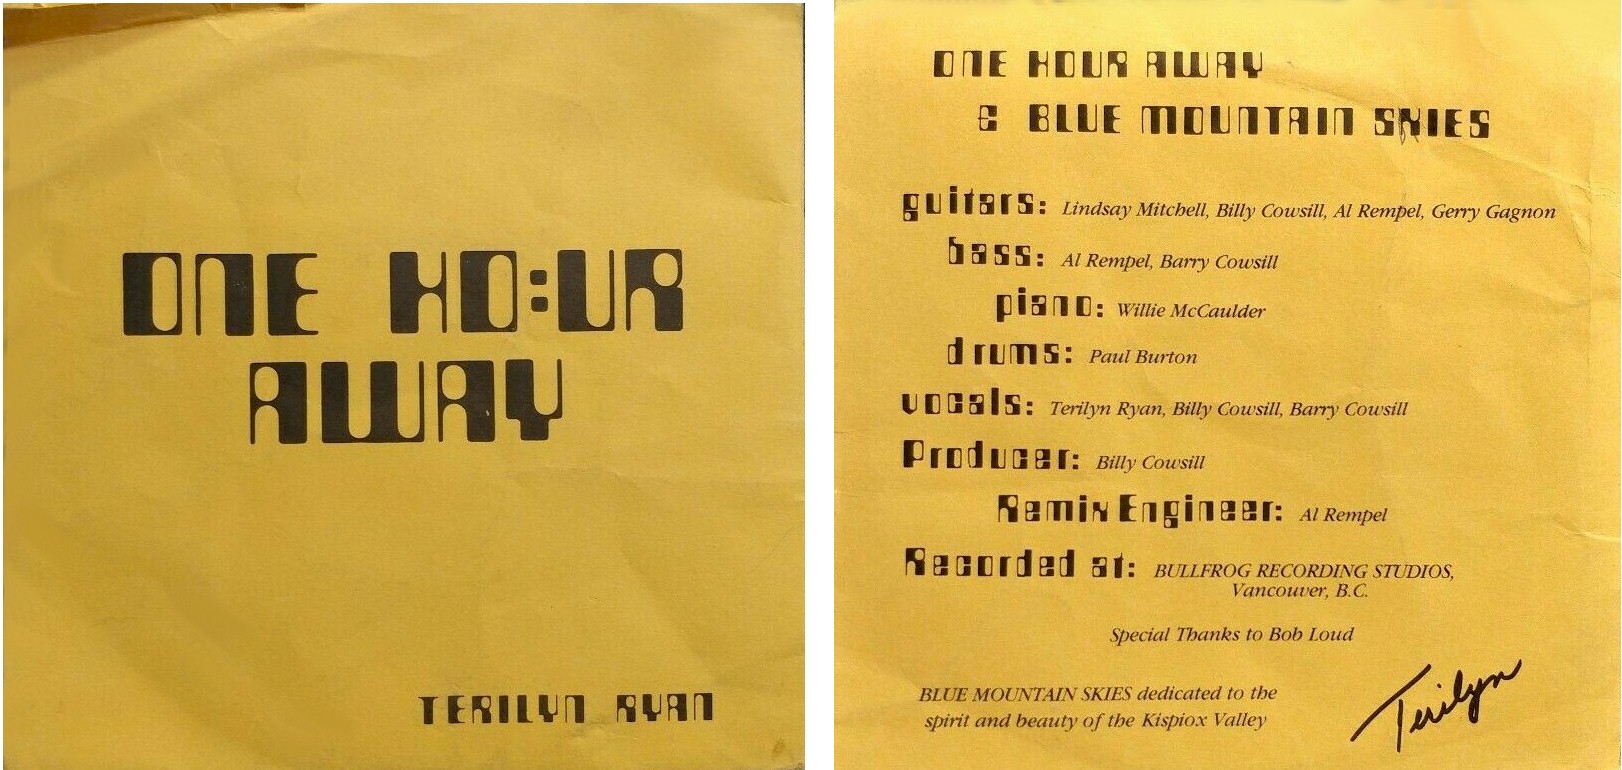 ONE HO:UR
AWAY
TERILYN RYAN
ONE HOUR AWAY
& BLUE MOUNTAIN SKIES
guitars: Lindsay Mitchell, Billy Cowsill, Al Rempel, Gerry Gagnon
bass: Al Rempel, Barry Cowsill
piano: Willie McCaulder
drums: Paul Burton
vocals: Terilyn Ryan, Billy Cowsill, Barry Cowsill
Producer: Billy Cowsill
Remix Engineer: Al Rempel
Recorded at: BULLFROG RECORDING STUDIOS,
Vancouver, B.C.
Special Thanks to Bob Loud
BLUE MOUNTAIN SKIES dedicated to the
spirit and beauty of the Kispiox Valley
Terilyn